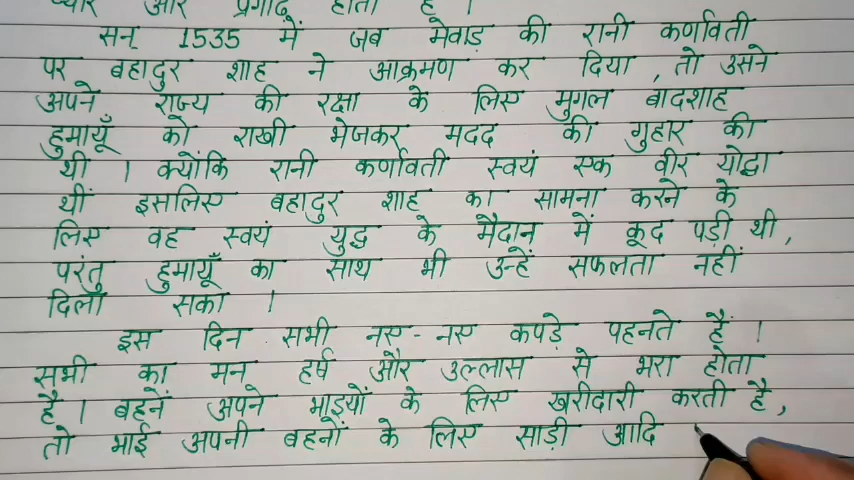 प्यार और प्रगाढ़ होता है ।
सन् 1535 में जब मेवाड़ की रानी कर्णावती
पर बहादुर शाह ने आक्रमण कर दिया , तो उसने
अपने राज्य की रक्षा के लिए मुगल बादशाह
हुमायूँ को राखी भेजकर मदद की गुहार की
थी । क्योंकि रानी कर्णावती स्वयं एक वीर योद्धा
थीं इसलिए बहादुर शाह का सामना करने के
लिए वह स्वयं युद्ध के मैदान में कूद पड़ी थी ,
परंतु हुमायूँ का साथ भी उन्हें सफलता नहीं
दिला सका ।
इस दिन सभी नए - नए कपड़े पहनते हैं ।
सभी का मन हर्ष और उल्लास से भरा होता
है । बहनें अपने भाइयों के लिए खरीदारी करती है ,
तो भाई अपनी बहनों के लिए साड़ी आदि